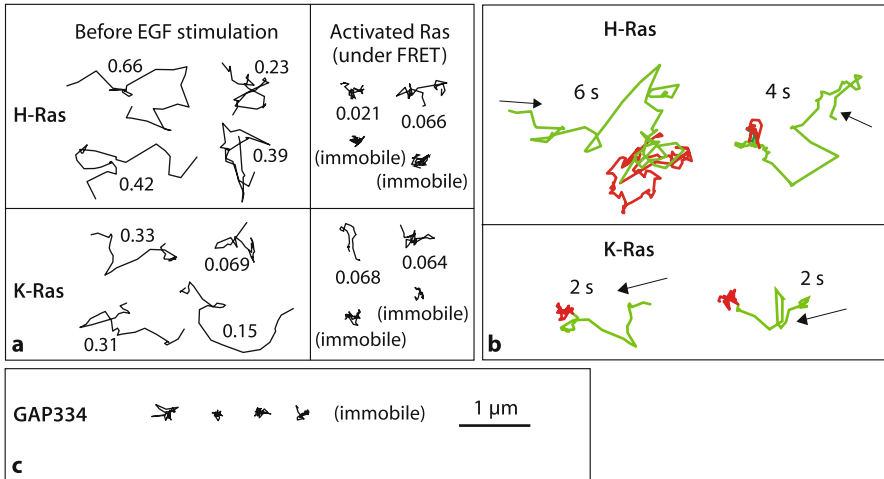 Before EGF stimulation
Activated Ras
(under FRET)
H-Ras
0.66
0.23
0.42
0.39
0.021
0.066
(immobile)
(immobile)
K-Ras
0.33
0.069
0.31
0.15
0.068
0.064
(immobile)
(immobile)
a
H-Ras
6 s
4 s
K-Ras
2 s
2 s
b
GAP334
(immobile)
1 µm
c